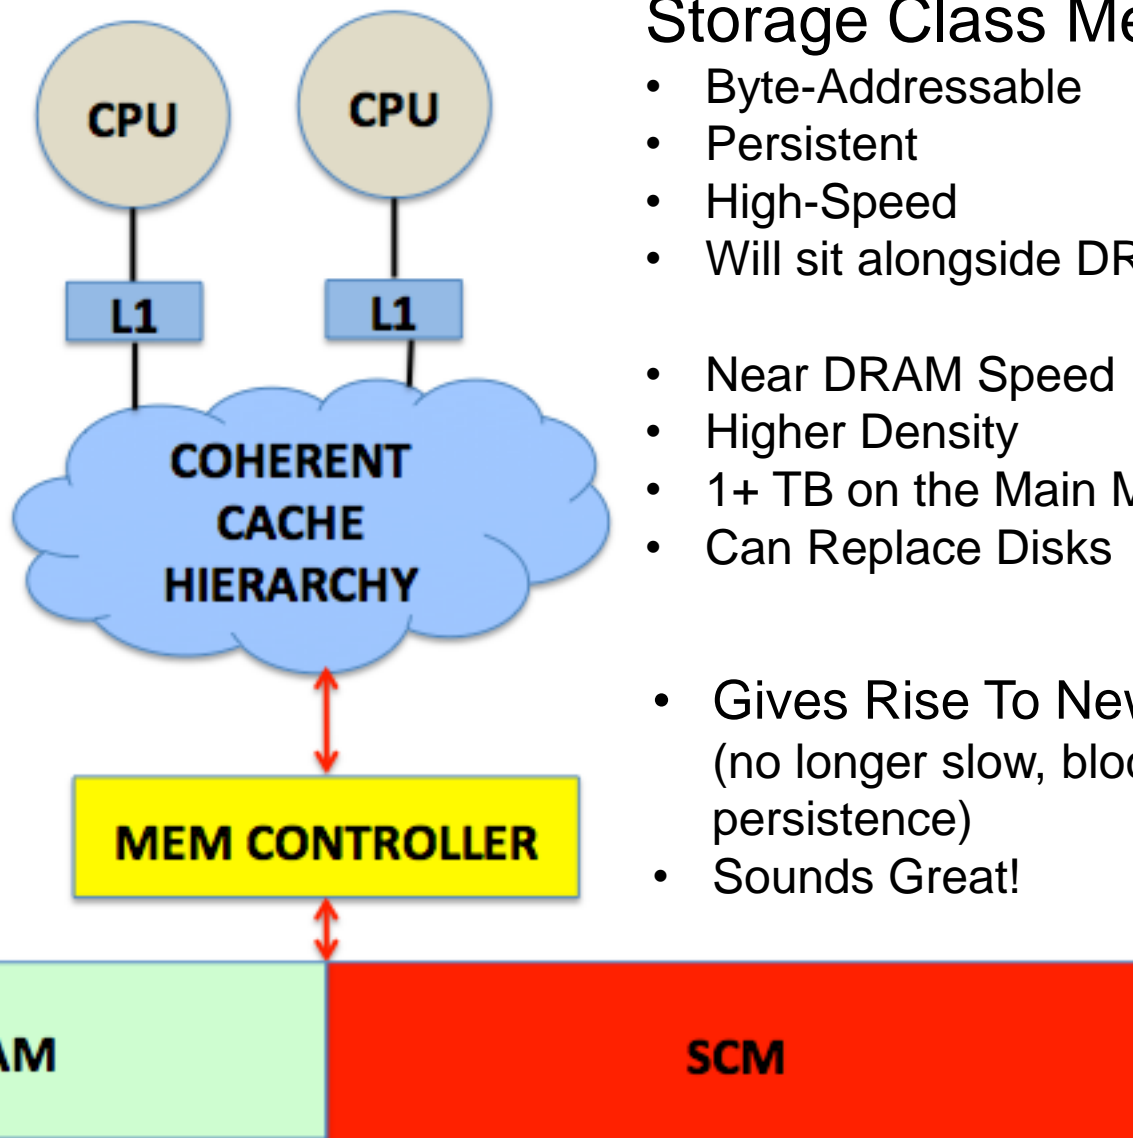 CPU
CPU
L1
L1
COHERENT
CACHE
HIERARCHY
MEM CONTROLLER
SCM
Storage Class
• Byte-Addressable
• Persistent
• High-Speed
• Will sit alongside
• Near DRAM Speed
• Higher Density
• 1+ TB on the Main
• Can Replace Disks
• Gives Rise To
(no longer slow,
persistence)
• Sounds Great!